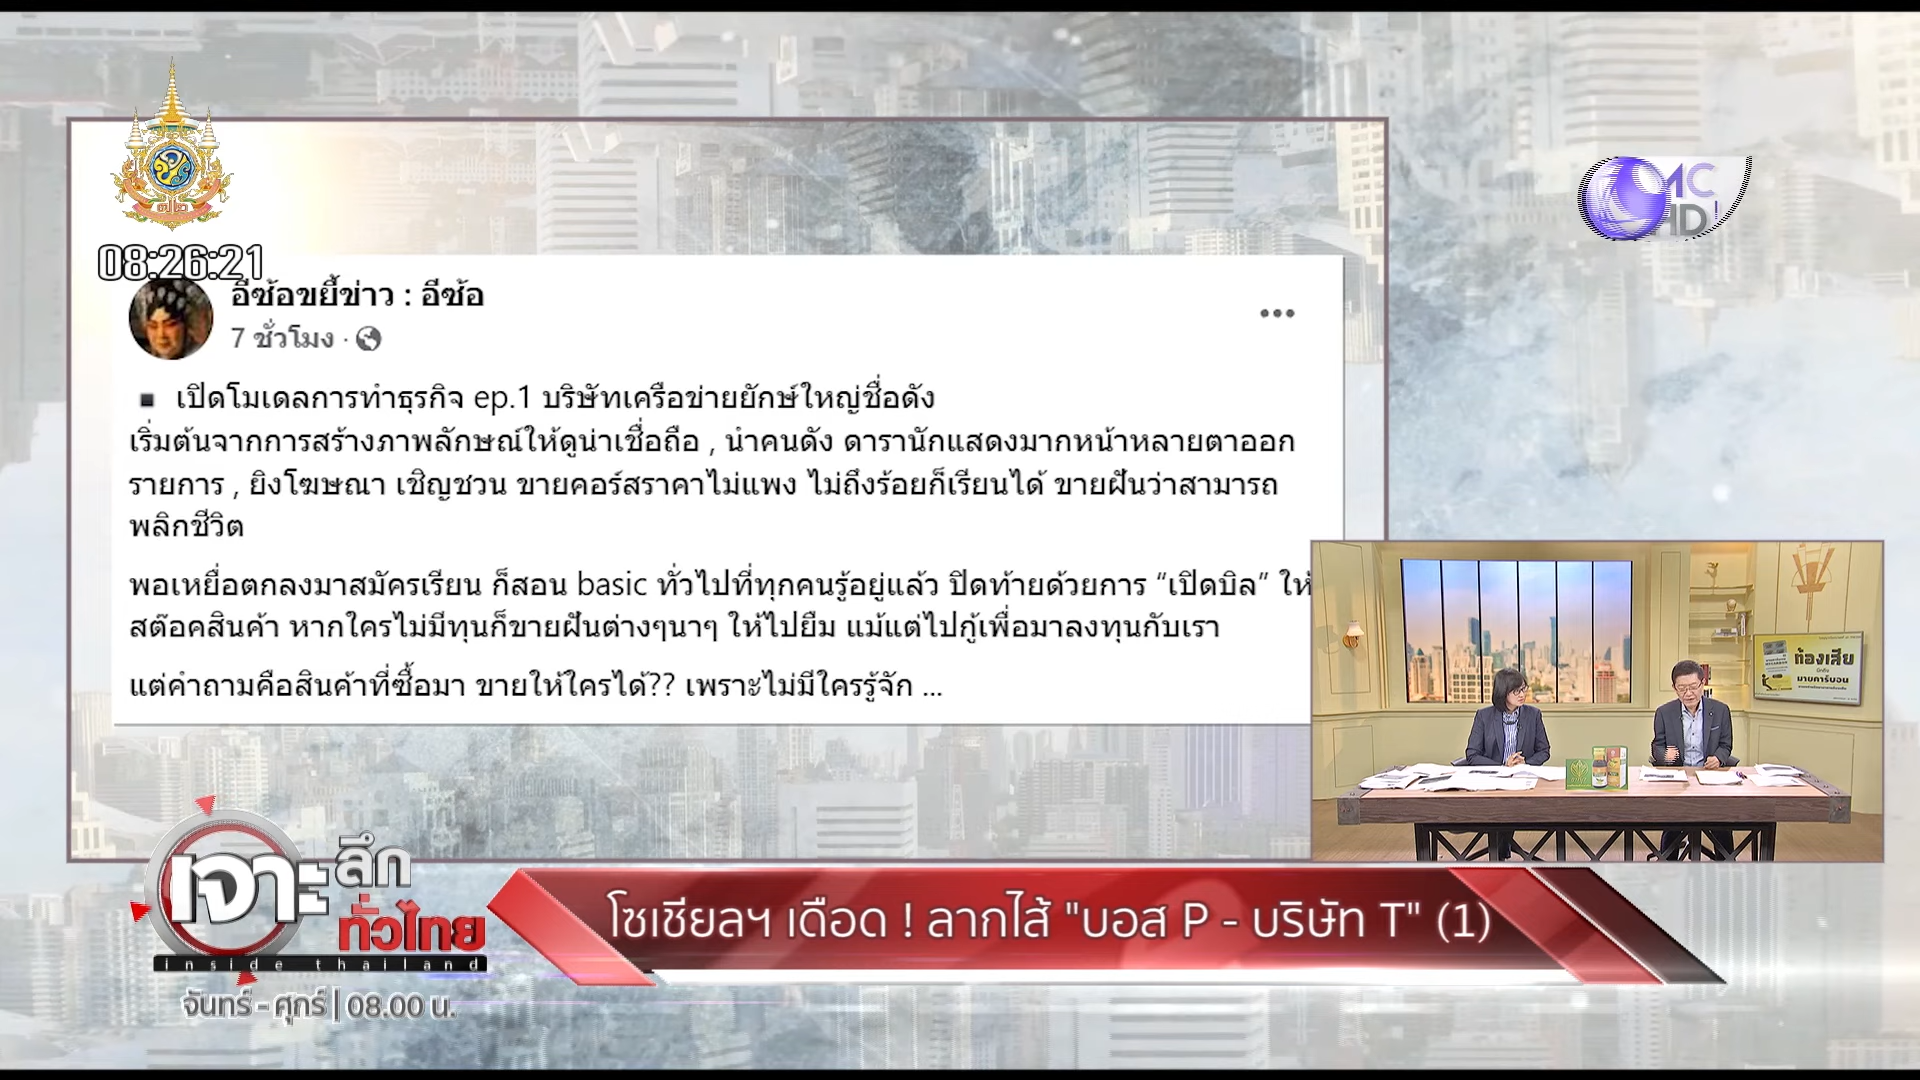 ๗๒
08:26:21
MC
HD
อีซ้อขยี้ข่าว : อีซ้อ
7 ชั่วโมง ·
▪ เปิดโมเดลการทำธุรกิจ ep.1 บริษัทเครือข่ายยักษ์ใหญ่ชื่อดัง
เริ่มต้นจากการสร้างภาพลักษณ์ให้ดูน่าเชื่อถือ , นำคนดัง ดารานักแสดงมากหน้าหลายตาออก
รายการ , ยิงโฆษณา เชิญชวน ขายคอร์สราคาไม่แพง ไม่ถึงร้อยก็เรียนได้ ขายฝันว่าสามารถ
พลิกชีวิต
พอเหยื่อตกลงมาสมัครเรียน ก็สอน basic ทั่วไปที่ทุกคนรู้อยู่แล้ว ปิดท้ายด้วยการ “เปิดบิล” ให้
สต๊อคสินค้า หากใครไม่มีทุนก็ขายฝันต่างๆนาๆ ให้ไปยืม แม้แต่ไปกู้เพื่อมาลงทุนกับเรา
แต่คำถามคือสินค้าที่ซื้อมา ขายให้ใครได้?? เพราะไม่มีใครรู้จัก ...
ท้องเสีย
นึกถึง
มายคาร์บอน
เจาะลึก
ทั่วไทย
inside thailand
จันทร์ - ศุกร์ | 08.00 น.
โซเชียลฯ เดือด ! ลากไส้ "บอส P - บริษัท T" (1)